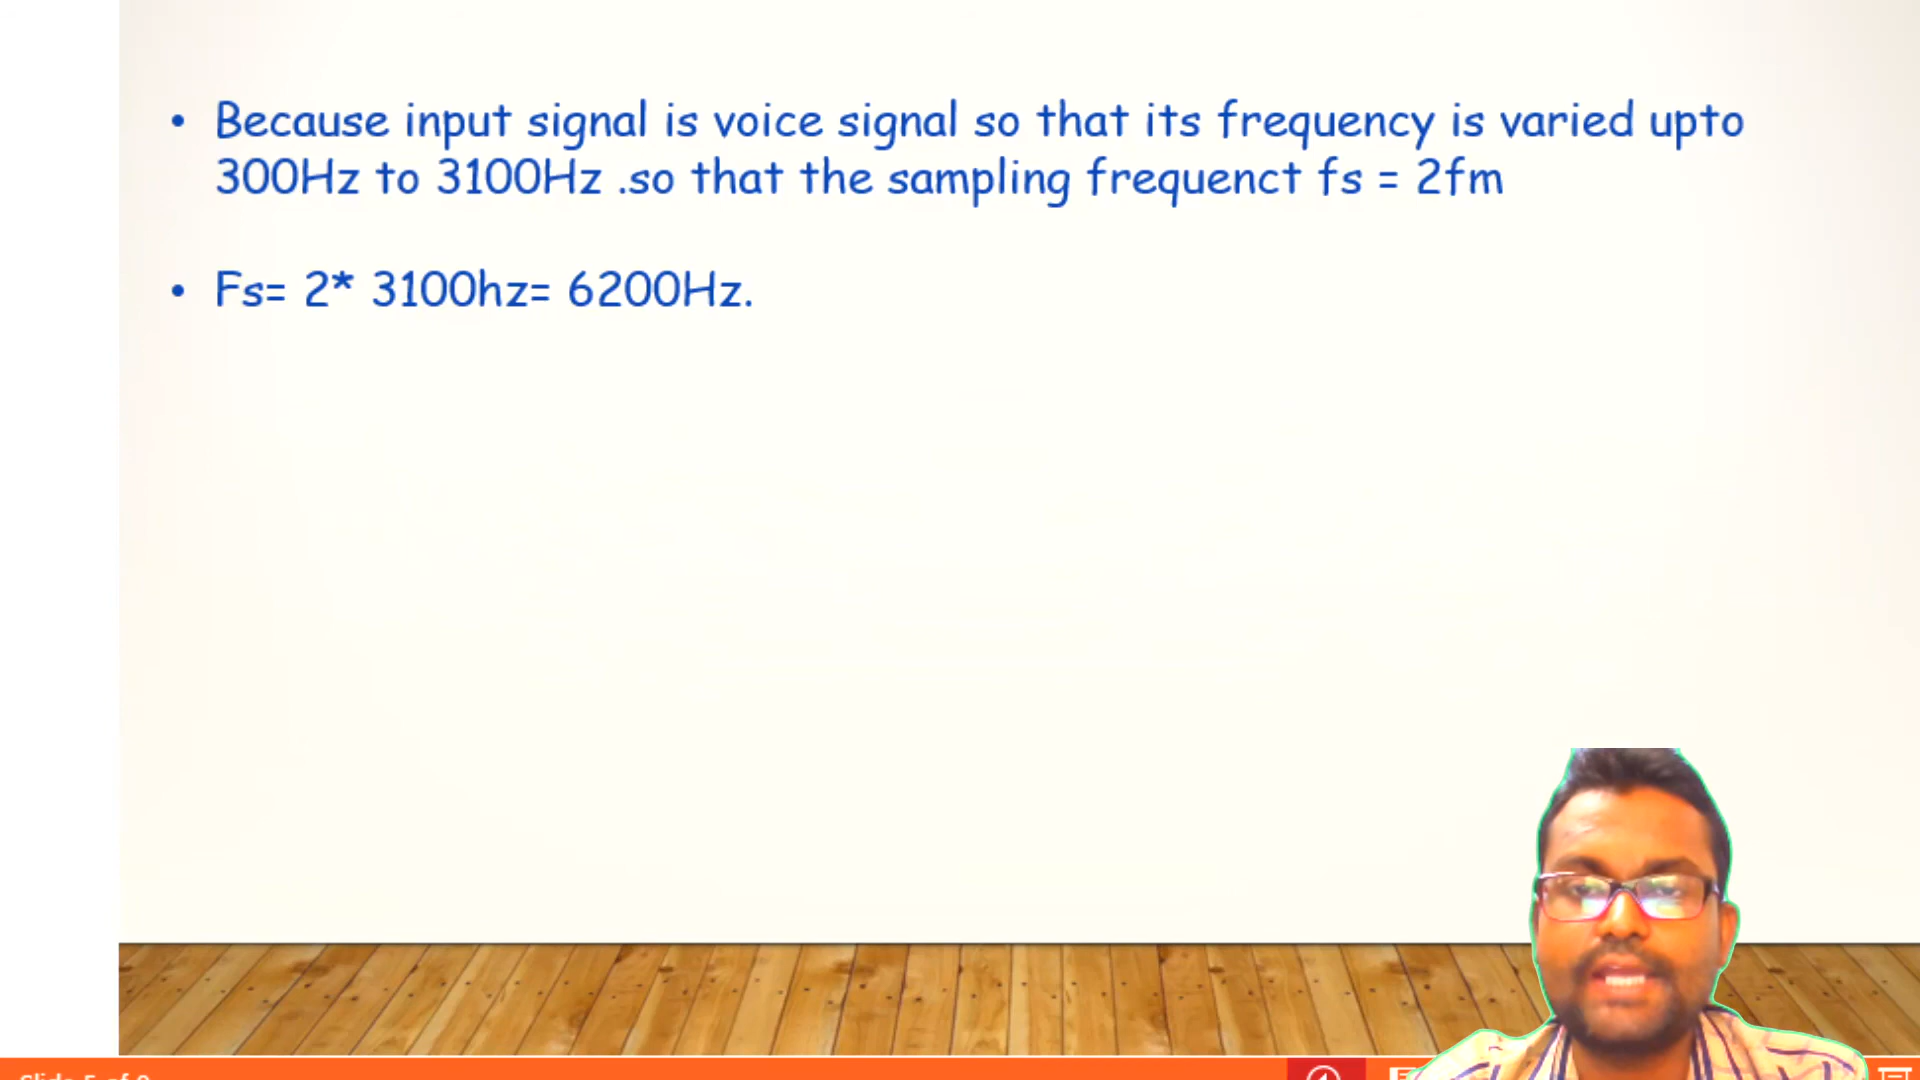 • Because input signal is voice signal so that its frequency is varied upto
300Hz to 3100Hz .so that the sampling frequenct fs = 2fm
• Fs= 2* 3100hz= 6200Hz.